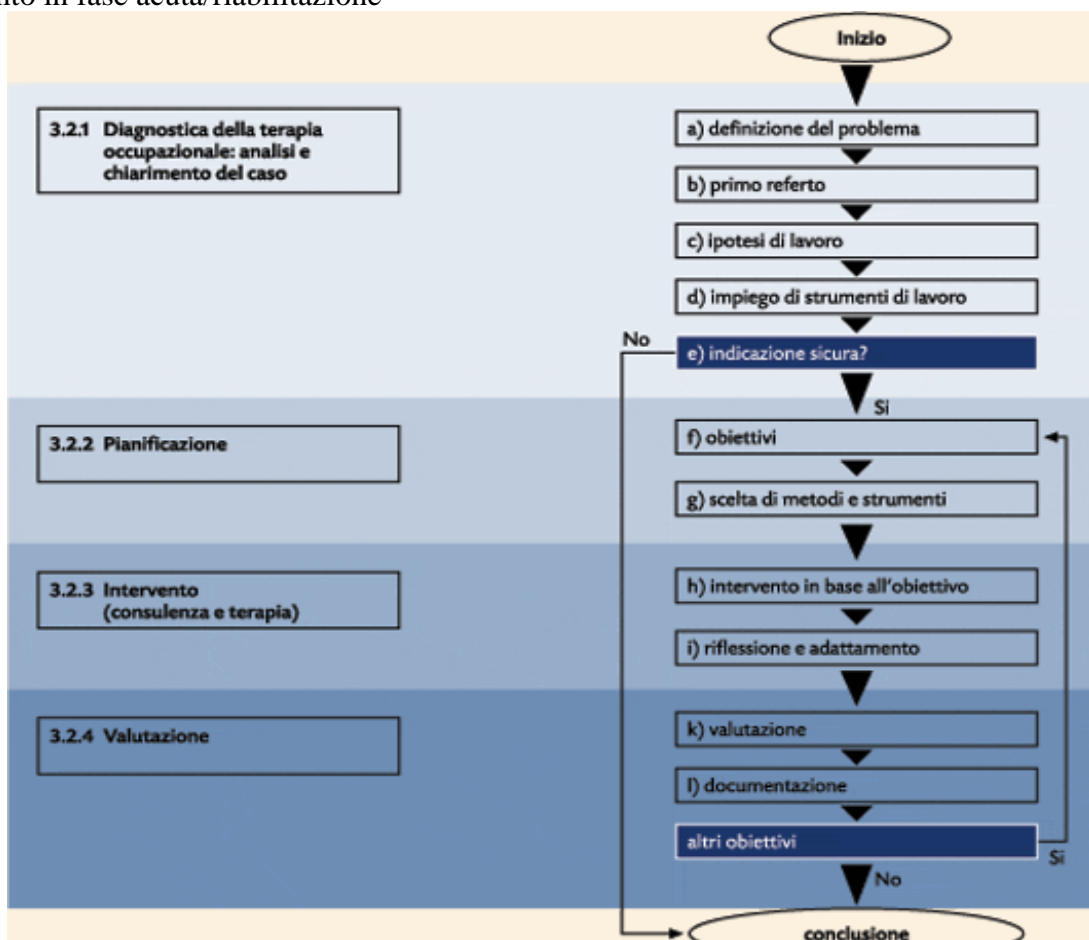 Inizio
3.2.1 Diagnostica della terapia
occupazionale: analisi e
chiarimento del caso
a) definizione del problema
b) primo referto
c) ipotesi di lavoro
d) impiego di strumenti di lavoro
No
e) indicazione sicura?
Si
3.2.2 Pianificazione
f) obiettivi
g) scelta di metodi e strumenti
3.2.3 Intervento
(consulenza e terapia)
h) intervento in base all'obiettivo
i) riflessione e adattamento
3.2.4 Valutazione
k) valutazione
l) documentazione
altri obiettivi
Si
No
conclusione